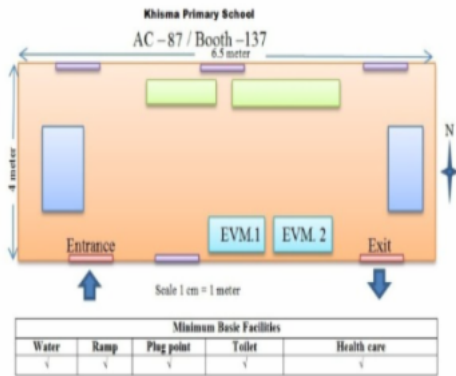 Khisma Primary School
AC – 87 / Booth –137
6.5 meter
4 meter
N
EVM.1 EVM. 2
Entrance Exit
Scale 1 cm = 1 meter
Minimum Basic Facilities
Water Ramp Plug point Toilet Health care
√ √ √ √ √